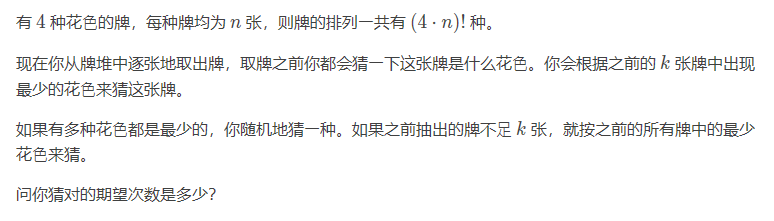 有 4 种花色的牌，每种牌均为 n 张，则牌的排列一共有 (4 · n)! 种。
现在你从牌堆中逐张地取出牌，取牌之前你都会猜一下这张牌是什么花色。你会根据之前的 k 张牌中出现
最少的花色来猜这张牌。
如果有多种花色都是最少的，你随机地猜一种。如果之前抽出的牌不足 k 张，就按之前的所有牌中的最少
花色来猜。
问你猜对的期望次数是多少？